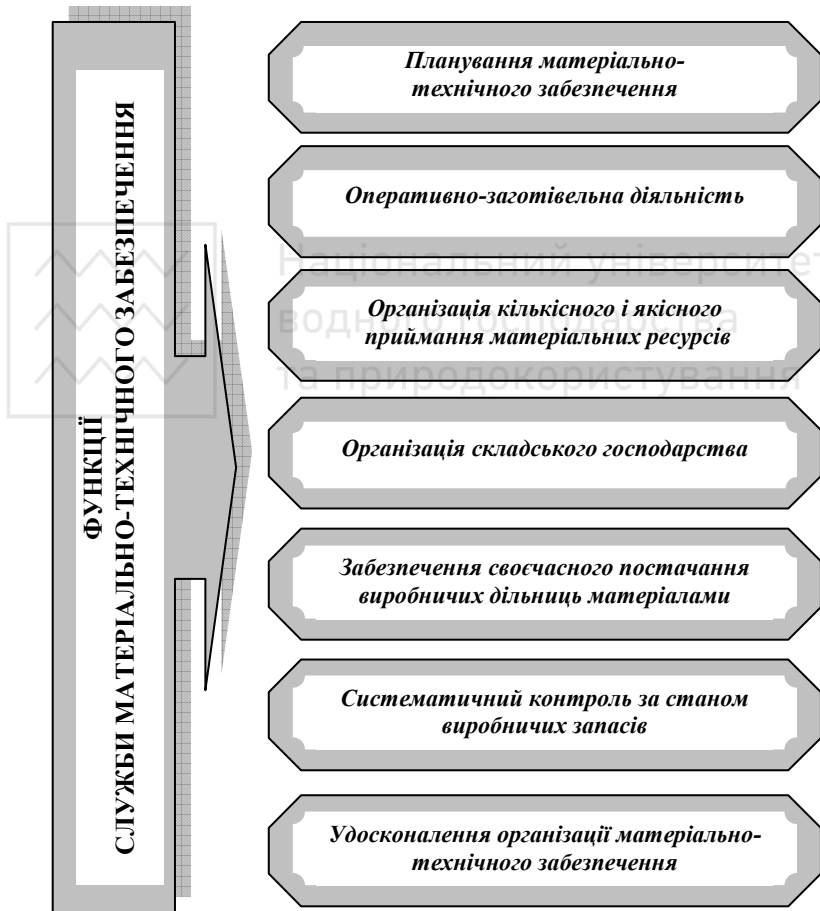 ФУНКЦІЇ
СЛУЖБИ МАТЕРІАЛЬНО-ТЕХНІЧНОГО ЗАБЕЗПЕЧЕННЯ
Планування матеріально-
технічного забезпечення
Оперативно-заготівельна діяльність
Національний університет
Організація кількісного і якісного
приймання матеріальних ресурсів
водного господарства
та природокористування
Організація складського господарства
Забезпечення своєчасного постачання
виробничих дільниць матеріалами
Систематичний контроль за станом
виробничих запасів
Удосконалення організації матеріально-
технічного забезпечення